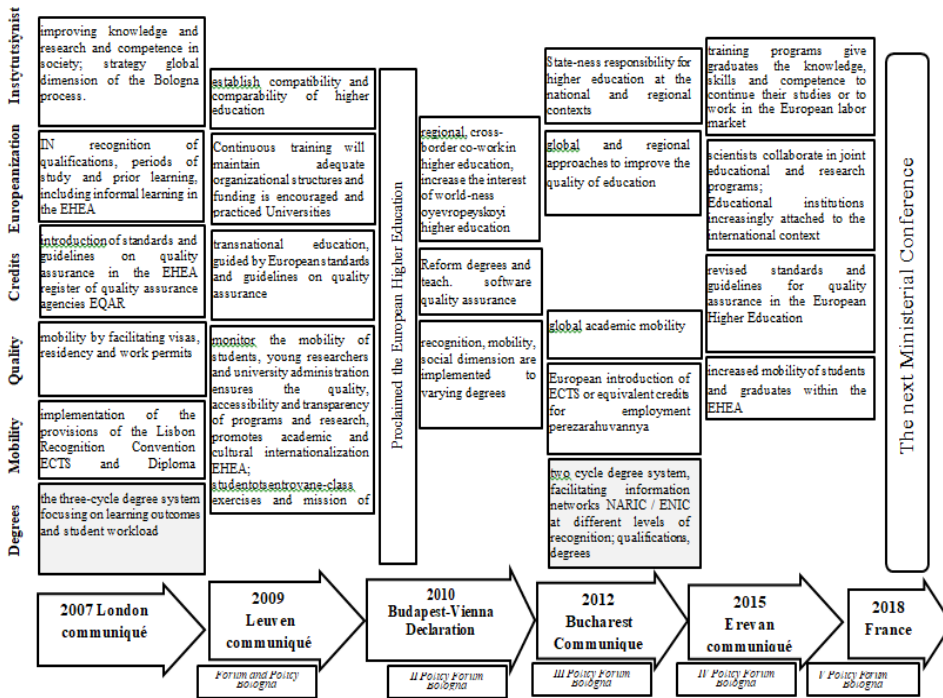 Instytutsiynist
Europeanization
Credits
Quality
Mobility
Degrees
improving knowledge and
research and competence in
society; strategy global
dimension of the Bologna
process.
IN recognition of
qualifications, periods of
study and prior learning,
including informal learning in
the EHEA
introduction of standards and
guidelines on quality
assurance in the EHEA
register of quality assurance
agencies EQAR
mobility by facilitating visas,
residency and work permits
implementation of the
provisions of the Lisbon
Recognition Convention
ECTS and Diploma
the three-cycle degree system
focusing on learning outcomes
and student workload
establish compatibility and
comparability of higher
education
Continuous training will
maintain adequate
organizational structures and
funding is encouraged and
practiced Universities
transnational education,
guided by European standards
and guidelines on quality
assurance
monitor the mobility of
students, young researchers
and university administration
ensures the quality,
accessibility and transparency
of programs and research,
promotes academic and
cultural internationalization
EHEA;
studentotsentrovane-class
exercises and mission of
Proclaimed the European Higher Education
regional, cross-
border co-work in
higher education,
increase the interest
of world-ness
oyevropeyskoyi
higher education
Reform degrees and
teach. software
quality assurance
recognition, mobility,
social dimension are
implemented to
varying degrees
State-ness responsibility for
higher education at the
national and regional
contexts
global and regional
approaches to improve the
quality of education
global academic mobility
European introduction of
ECTS or equivalent credits
for employment
perezarahuvannya
two cycle degree system,
facilitating information
networks NARIC / ENIC
at different levels of
recognition; qualifications,
degrees
training programs give
graduates the knowledge,
skills and competence to
continue their studies or to
work in the European labor
market
scientists collaborate in joint
educational and research
programs;
Educational institutions
increasingly attached to the
international context
revised standards and
guidelines for quality
assurance in the European
Higher Education
increased mobility of students
and graduates within the
EHEA
The next Ministerial Conference
2007 London
communiqué
2009
Leuven
communiqué
2010
Budapest-Vienna
Declaration
2012
Bucharest
Communique
2015
Erevan
communioué
2018
France
Forum and Policy
Bologna
II Policy Forum
Bologna
III Policy Forum
Bologna
IV Policy Forum
Bologna
V Policy Forum
Bologna